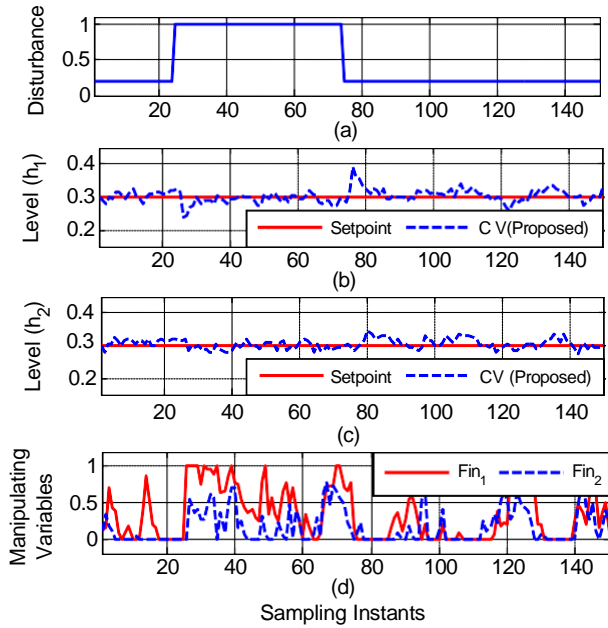 Disturbance
1
0.5
0
20 40 60 80 100 120 140
(a)
Level (h1)
0.4
0.3
0.2
Setpoint C V(Proposed)
20 40 60 80 100 120 140
(b)
Level (h2)
0.4
0.3
0.2
Setpoint CV (Proposed)
20 40 60 80 100 120 140
(c)
Manipulating
Variables
1
0.5
0
Fin1 Fin2
20 40 60 80 100 120 140
(d)
Sampling Instants